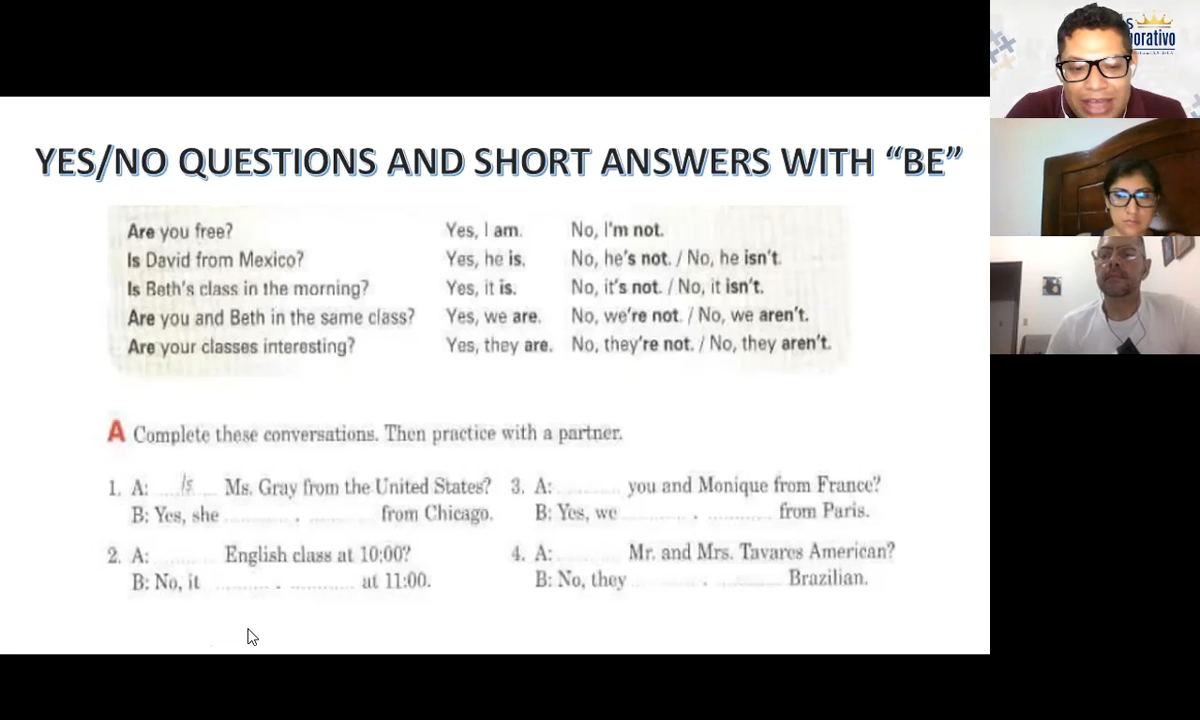 YES/NO QUESTIONS AND SHORT ANSWERS WITH “BE”
Are you free? Yes, I am. No, I'm not.
Is David from Mexico? Yes, he is. No, he's not. / No, he isn't.
Is Beth's class in the morning? Yes, it is. No, it's not. / No, it isn't.
Are you and Beth in the same class? Yes, we are. No, we're not. / No, we aren't.
Are your classes interesting? Yes, they are. No, they're not. / No, they aren't.
A Complete these conversations. Then practice with a partner.
1. A: Is Ms. Gray from the United States?
B: Yes, she ........... . ........... from Chicago.
2. A: ........... English class at 10:00?
B: No, it ........... . ........... at 11:00.
3. A: ........... you and Monique from France?
B: Yes, we ........... . ........... from Paris.
4. A: ........... Mr. and Mrs. Tavares American?
B: No, they ........... . ........... Brazilian.
S
orativo